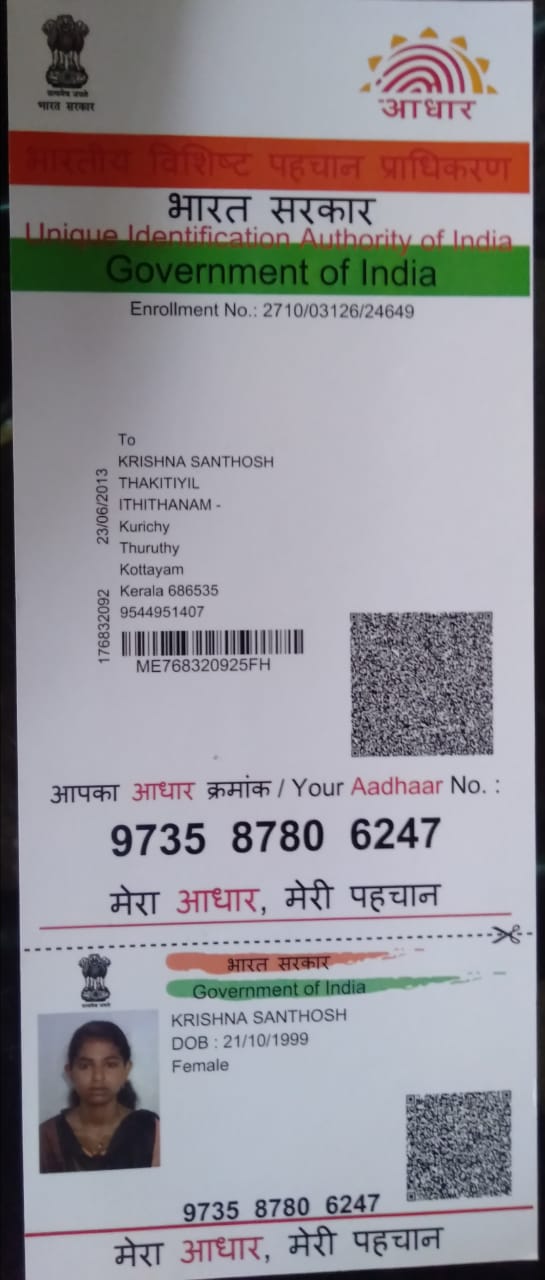 सत्यमेव जयते
भारत सरकार
आधार
भारतीय विशिष्ट पहचान प्राधिकरण
भारत सरकार
Unique Identification Authority of India
Government of India
Enrollment No.: 2710/03126/24649
To
KRISHNA SANTHOSH
THAKITIYIL
ITHITHANAM -
Kurichy
Thuruthy
Kottayam
Kerala 686535
9544951407
23/06/2013
176832092
ME768320925FH
आपका आधार क्रमांक / Your Aadhaar No. :
9735 8780 6247
मेरा आधार, मेरी पहचान
भारत सरकार
Government of India
KRISHNA SANTHOSH
DOB : 21/10/1999
Female
9735 8780 6247
मेरा आधार, मेरी पहचान